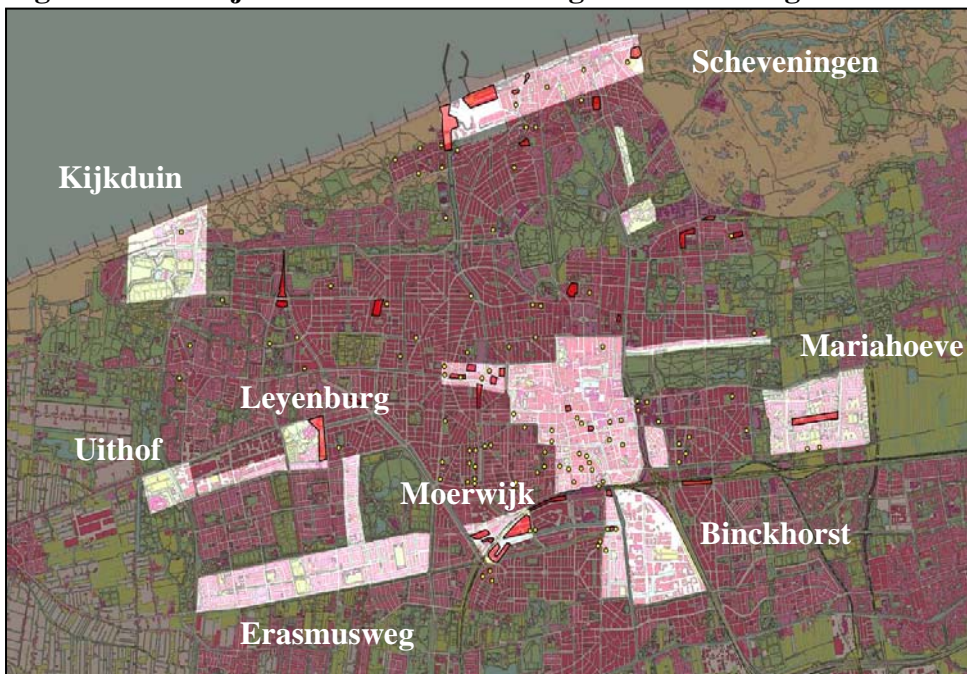 Scheveningen
Kijkduin
Mariahoeve
Leyenburg
Uithof
Moerwijk
Binckhorst
Erasmusweg